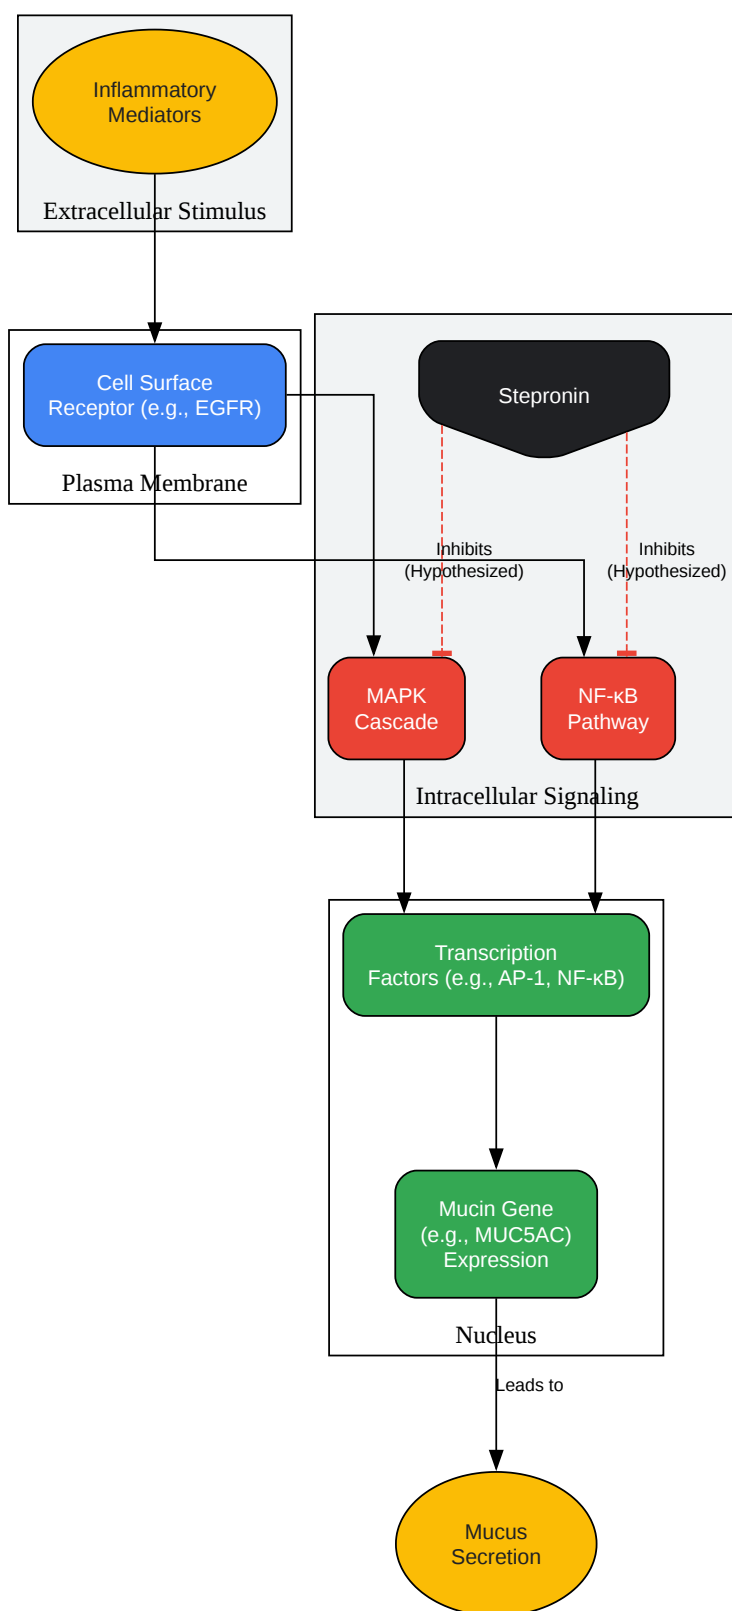 Inflammatory
Mediators
Extracellular Stimulus
Cell Surface
Receptor (e.g., EGFR)
Plasma Membrane
Stepronin
Inhibits
(Hypothesized)
Inhibits
(Hypothesized)
MAPK
Cascade
NF-κB
Pathway
Intracellular Signaling
Transcription
Factors (e.g., AP-1, NF-κB)
Mucin Gene
(e.g., MUC5AC)
Expression
Nucleus
Leads to
Mucus
Secretion